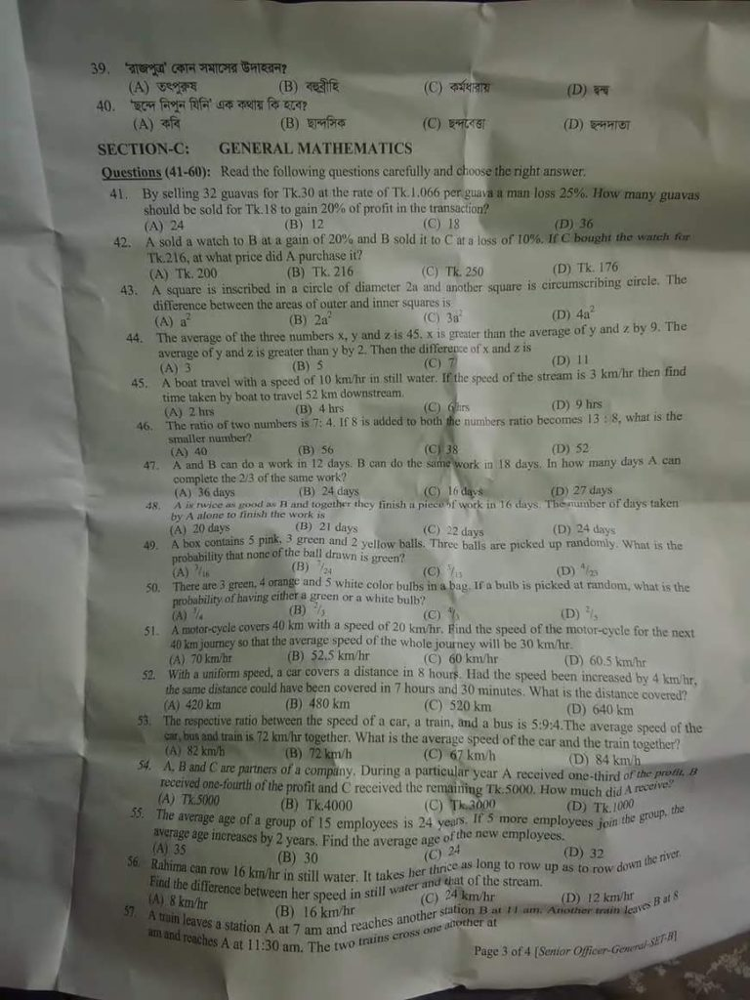 39. 'রাজপুত্র' কোন সমাসের উদাহরন?
(A) তৎপুরুষ (B) বহুব্রীহি (C) কর্মধারায় (D) দ্বন্দ্ব
40. 'ছন্দে নিপুন যিনি' এক কথায় কি হবে?
(A) কবি (B) ছান্দসিক (C) ছন্দবেত্তা (D) ছন্দদাতা
SECTION-C: GENERAL MATHEMATICS
Questions (41-60): Read the following questions carefully and choose the right answer.
41. By selling 32 guavas for Tk.30 at the rate of Tk.1.066 per guava a man loss 25%. How many guavas
should be sold for Tk.18 to gain 20% of profit in the transaction?
(A) 24 (B) 12 (C) 18 (D) 36
42. A sold a watch to B at a gain of 20% and B sold it to C at a loss of 10%. If C bought the watch for
Tk.216, at what price did A purchase it?
(A) Tk. 200 (B) Tk. 216 (C) Tk. 250 (D) Tk. 176
43. A square is inscribed in a circle of diameter 2a and another square is circumscribing circle. The
difference between the areas of outer and inner squares is
(A) a² (B) 2a² (C) 3a² (D) 4a²
44. The average of the three numbers x, y and z is 45. x is greater than the average of y and z by 9. The
average of y and z is greater than y by 2. Then the difference of x and z is
(A) 3 (B) 5 (C) 7 (D) 11
45. A boat travel with a speed of 10 km/hr in still water. If the speed of the stream is 3 km/hr then find
time taken by boat to travel 52 km downstream.
(A) 2 hrs (B) 4 hrs (C) 6 hrs (D) 9 hrs
46. The ratio of two numbers is 7: 4. If 8 is added to both the numbers ratio becomes 13 : 8, what is the
smaller number?
(A) 40 (B) 56 (C) 38 (D) 52
47. A and B can do a work in 12 days. B can do the same work in 18 days. In how many days A can
complete the 2/3 of the same work?
(A) 36 days (B) 24 days (C) 16 days (D) 27 days
48. A is twice as good as B and together they finish a piece of work in 16 days. The number of days taken
by A alone to finish the work is
(A) 20 days (B) 21 days (C) 22 days (D) 24 days
49. A box contains 5 pink, 3 green and 2 yellow balls. Three balls are picked up randomly. What is the
probability that none of the ball drawn is green?
(A) 3/16 (B) 7/24 (C) 5/13 (D) 4/25
50. There are 3 green, 4 orange and 5 white color bulbs in a bag. If a bulb is picked at random, what is the
probability of having either a green or a white bulb?
(A) 3/4 (B) 2/3 (C) 4/3 (D) 2/5
51. A motor-cycle covers 40 km with a speed of 20 km/hr. Find the speed of the motor-cycle for the next
40 km journey so that the average speed of the whole journey will be 30 km/hr.
(A) 70 km/hr (B) 52.5 km/hr (C) 60 km/hr (D) 60.5 km/hr
52. With a uniform speed, a car covers a distance in 8 hours. Had the speed been increased by 4 km/hr,
the same distance could have been covered in 7 hours and 30 minutes. What is the distance covered?
(A) 420 km (B) 480 km (C) 520 km (D) 640 km
53. The respective ratio between the speed of a car, a train, and a bus is 5:9:4.The average speed of the
car, bus and train is 72 km/hr together. What is the average speed of the car and the train together?
(A) 82 km/h (B) 72 km/h (C) 67 km/h (D) 84 km/h
54. A, B and C are partners of a company. During a particular year A received one-third of the profit, B
received one-fourth of the profit and C received the remaining Tk.5000. How much did A receive?
(A) Tk.5000 (B) Tk.4000 (C) Tk.3000 (D) Tk.1000
55. The average age of a group of 15 employees is 24 years. If 5 more employees join the group, the
average age increases by 2 years. Find the average age of the new employees.
(A) 35 (B) 30 (C) 24 (D) 32
56. Rahima can row 16 km/hr in still water. It takes her thrice as long to row up as to row down the river.
Find the difference between her speed in still water and that of the stream.
(A) 8 km/hr (B) 16 km/hr (C) 24 km/hr (D) 12 km/hr
57. A train leaves a station A at 7 am and reaches another station B at 11 am. Another train leaves B at 8
am and reaches A at 11:30 am. The two trains cross one another at
Page 3 of 4 [Senior Officer-General-SET-B]